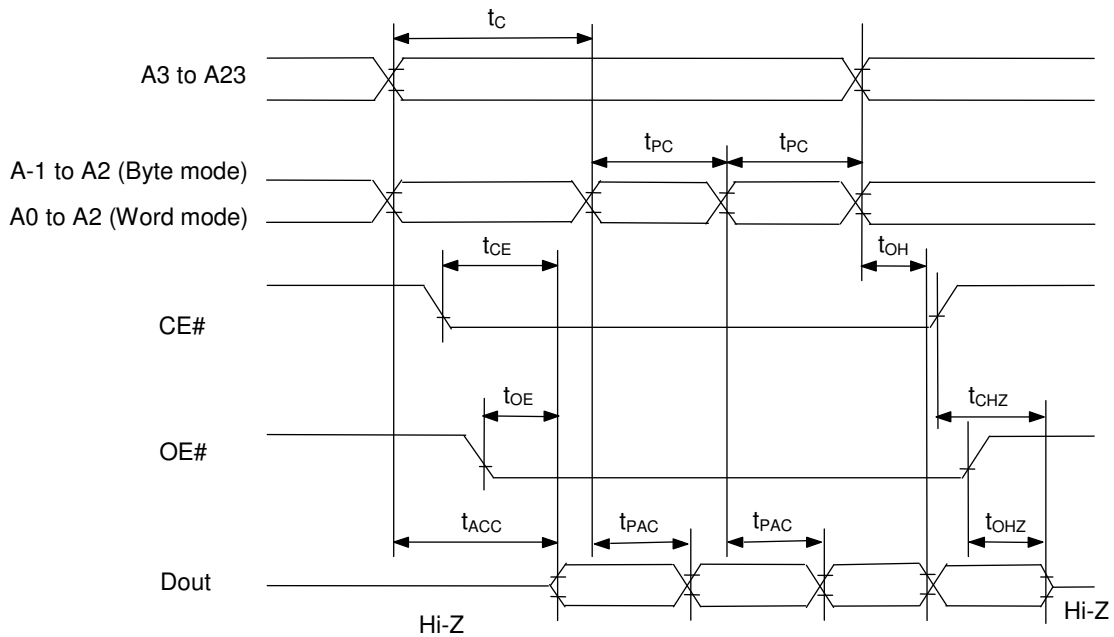 tC
A3 to A23
tPC
tPC
A-1 to A2 (Byte mode)
A0 to A2 (Word mode)
tCE
tOH
CE#
tOE
tCHZ
OE#
tACC
tPAC
tPAC
tOHZ
Dout
Hi-Z
Hi-Z